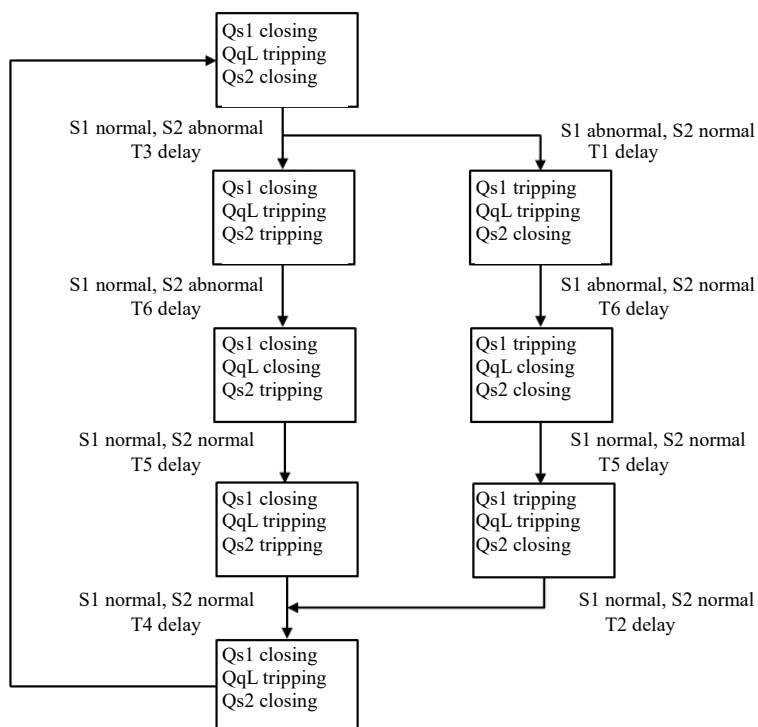 Qs1 closing
QqL tripping
Qs2 closing
S1 normal, S2 abnormal
T3 delay
S1 abnormal, S2 normal
T1 delay
Qs1 closing
QqL tripping
Qs2 tripping
Qs1 tripping
QqL tripping
Qs2 closing
S1 normal, S2 abnormal
T6 delay
S1 abnormal, S2 normal
T6 delay
Qs1 closing
QqL closing
Qs2 tripping
Qs1 tripping
QqL closing
Qs2 closing
S1 normal, S2 normal
T5 delay
S1 normal, S2 normal
T5 delay
Qs1 closing
QqL tripping
Qs2 tripping
Qs1 tripping
QqL tripping
Qs2 closing
S1 normal, S2 normal
T4 delay
S1 normal, S2 normal
T2 delay
Qs1 closing
QqL tripping
Qs2 closing